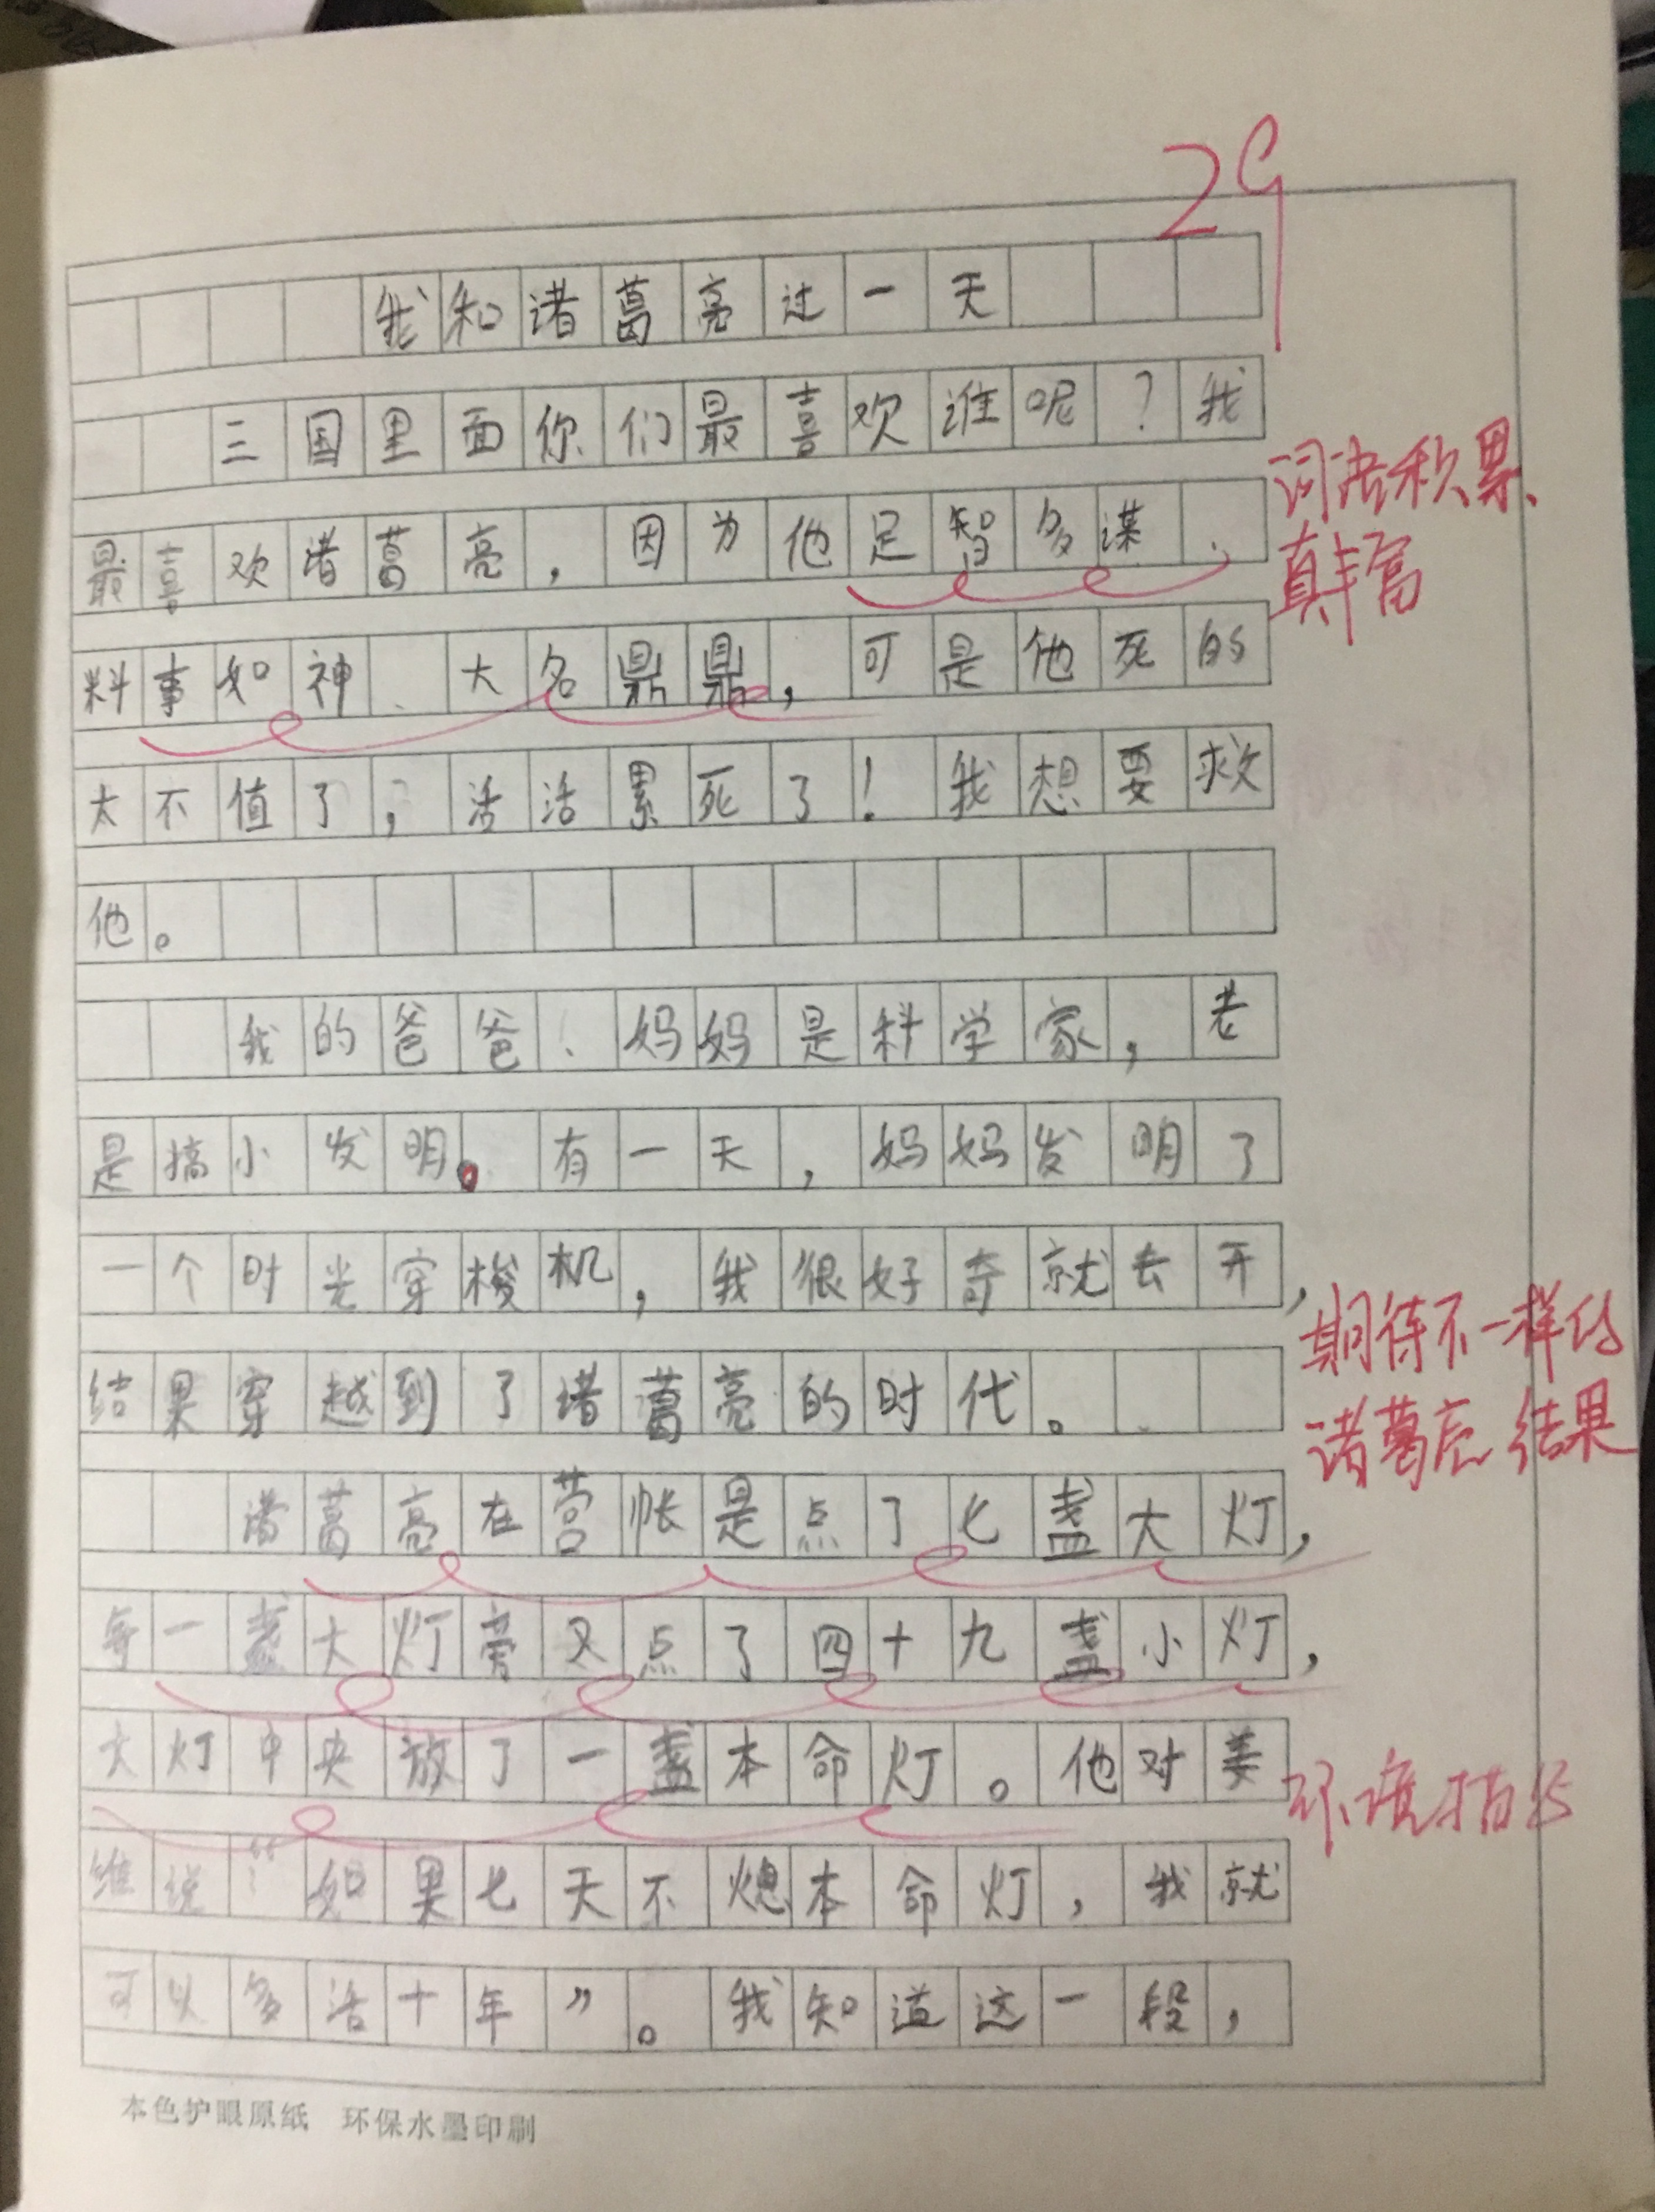 29
我和诸葛亮过一天
三国里面你们最喜欢谁呢？我
最喜欢诸葛亮，因为他足智多谋、
词语积累
真丰富
料事如神、大名鼎鼎，可是他死的
太不值了，活活累死了！我想要救
他。
我的爸爸、妈妈是科学家，老
是搞小发明。有一天，妈妈发明了
一个时光穿梭机，我很好奇就去开，
期待不一样的
诸葛亮结果
结果穿越到了诸葛亮的时代。
诸葛亮在营帐是点了七盏大灯，
每一盏大灯旁又点了四十九盏小灯，
大灯中央放了一盏本命灯。他对姜
维说：“如果七天不熄本命灯，我就
可以多活十年”。我知道这一段，
本色护眼原纸 环保水墨印刷